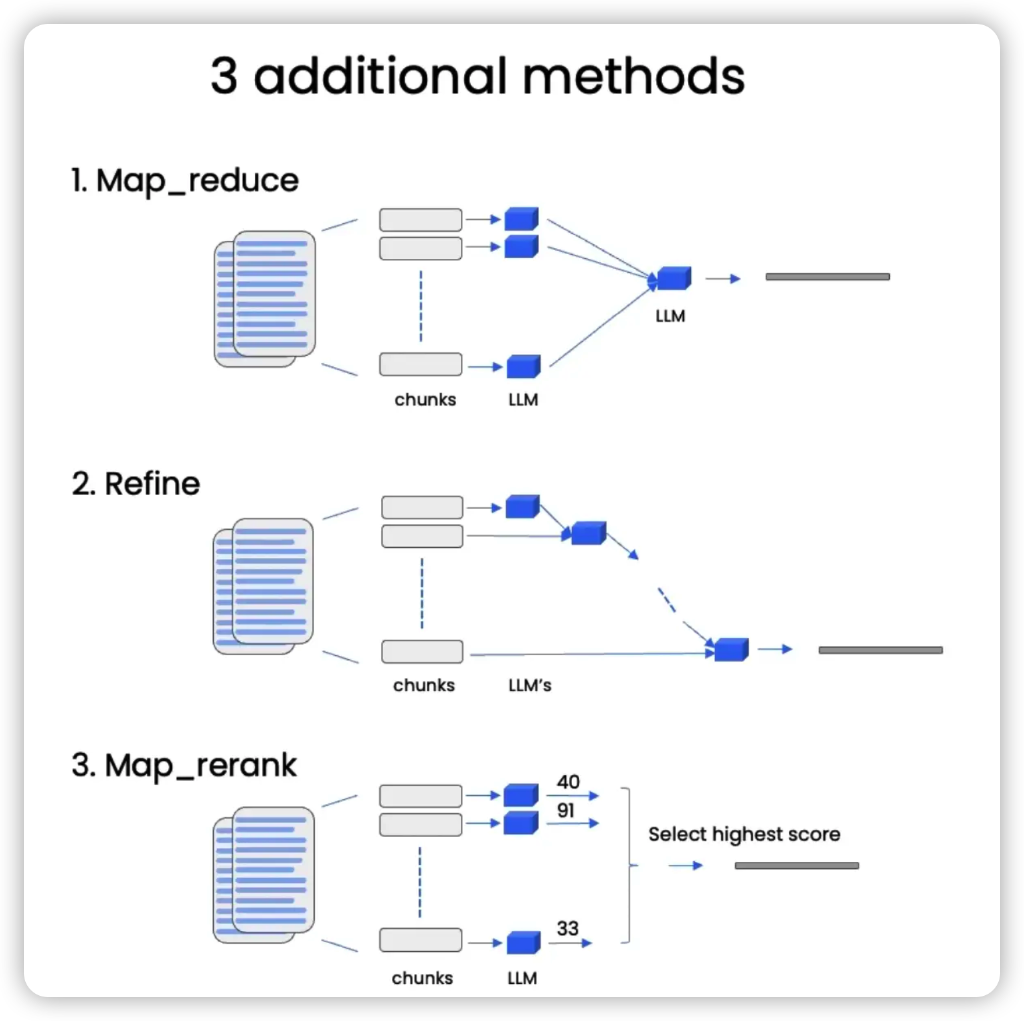 3 additional methods
1. Map_reduce
LLM
chunks
LLM
2. Refine
chunks
LLM's
3. Map_rerank
40
91
Select highest score
33
chunks
LLM